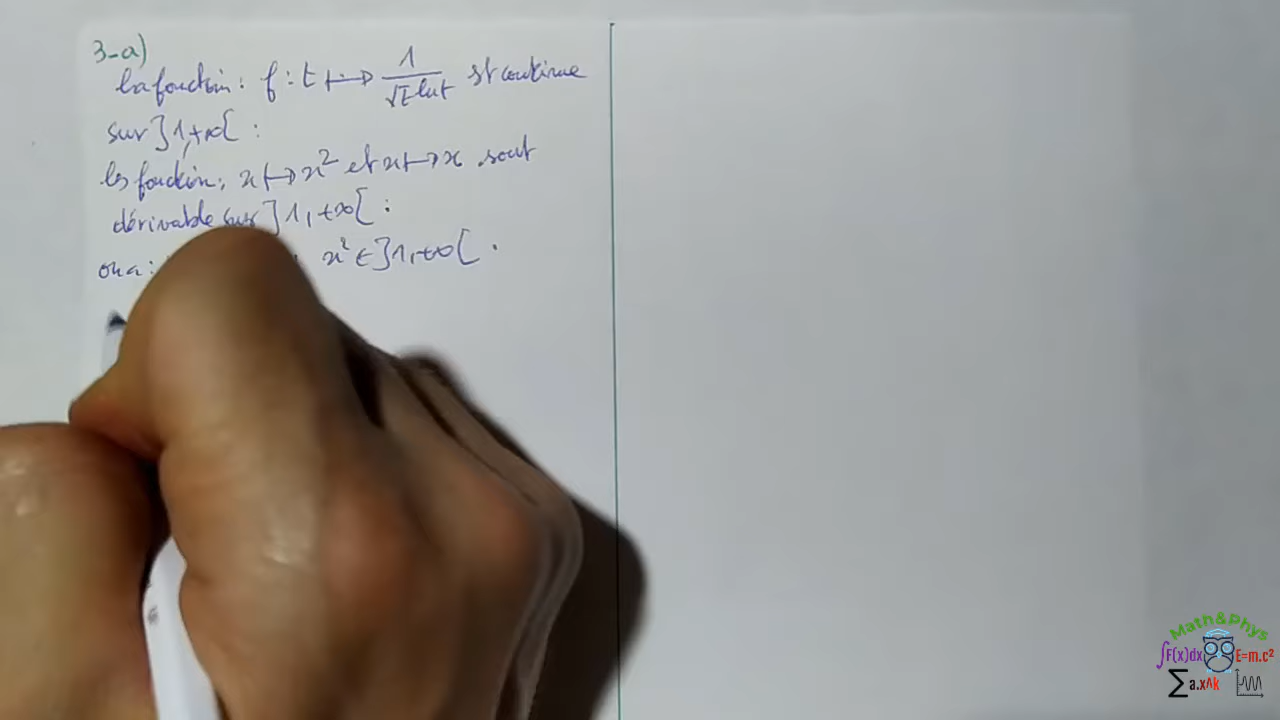 3-a)
la fonction : f : t ⟼ 1/(√t ln t) est continue
sur ]1,+∞[ :
les fonction : x ⟼ x² et x ⟼ x sont
dérivable sur ]1,+∞[ :
on a : x² ∈ ]1,+∞[ .
Math&Phys
∫F(x)dx E=m.c²
∑ a.x^k